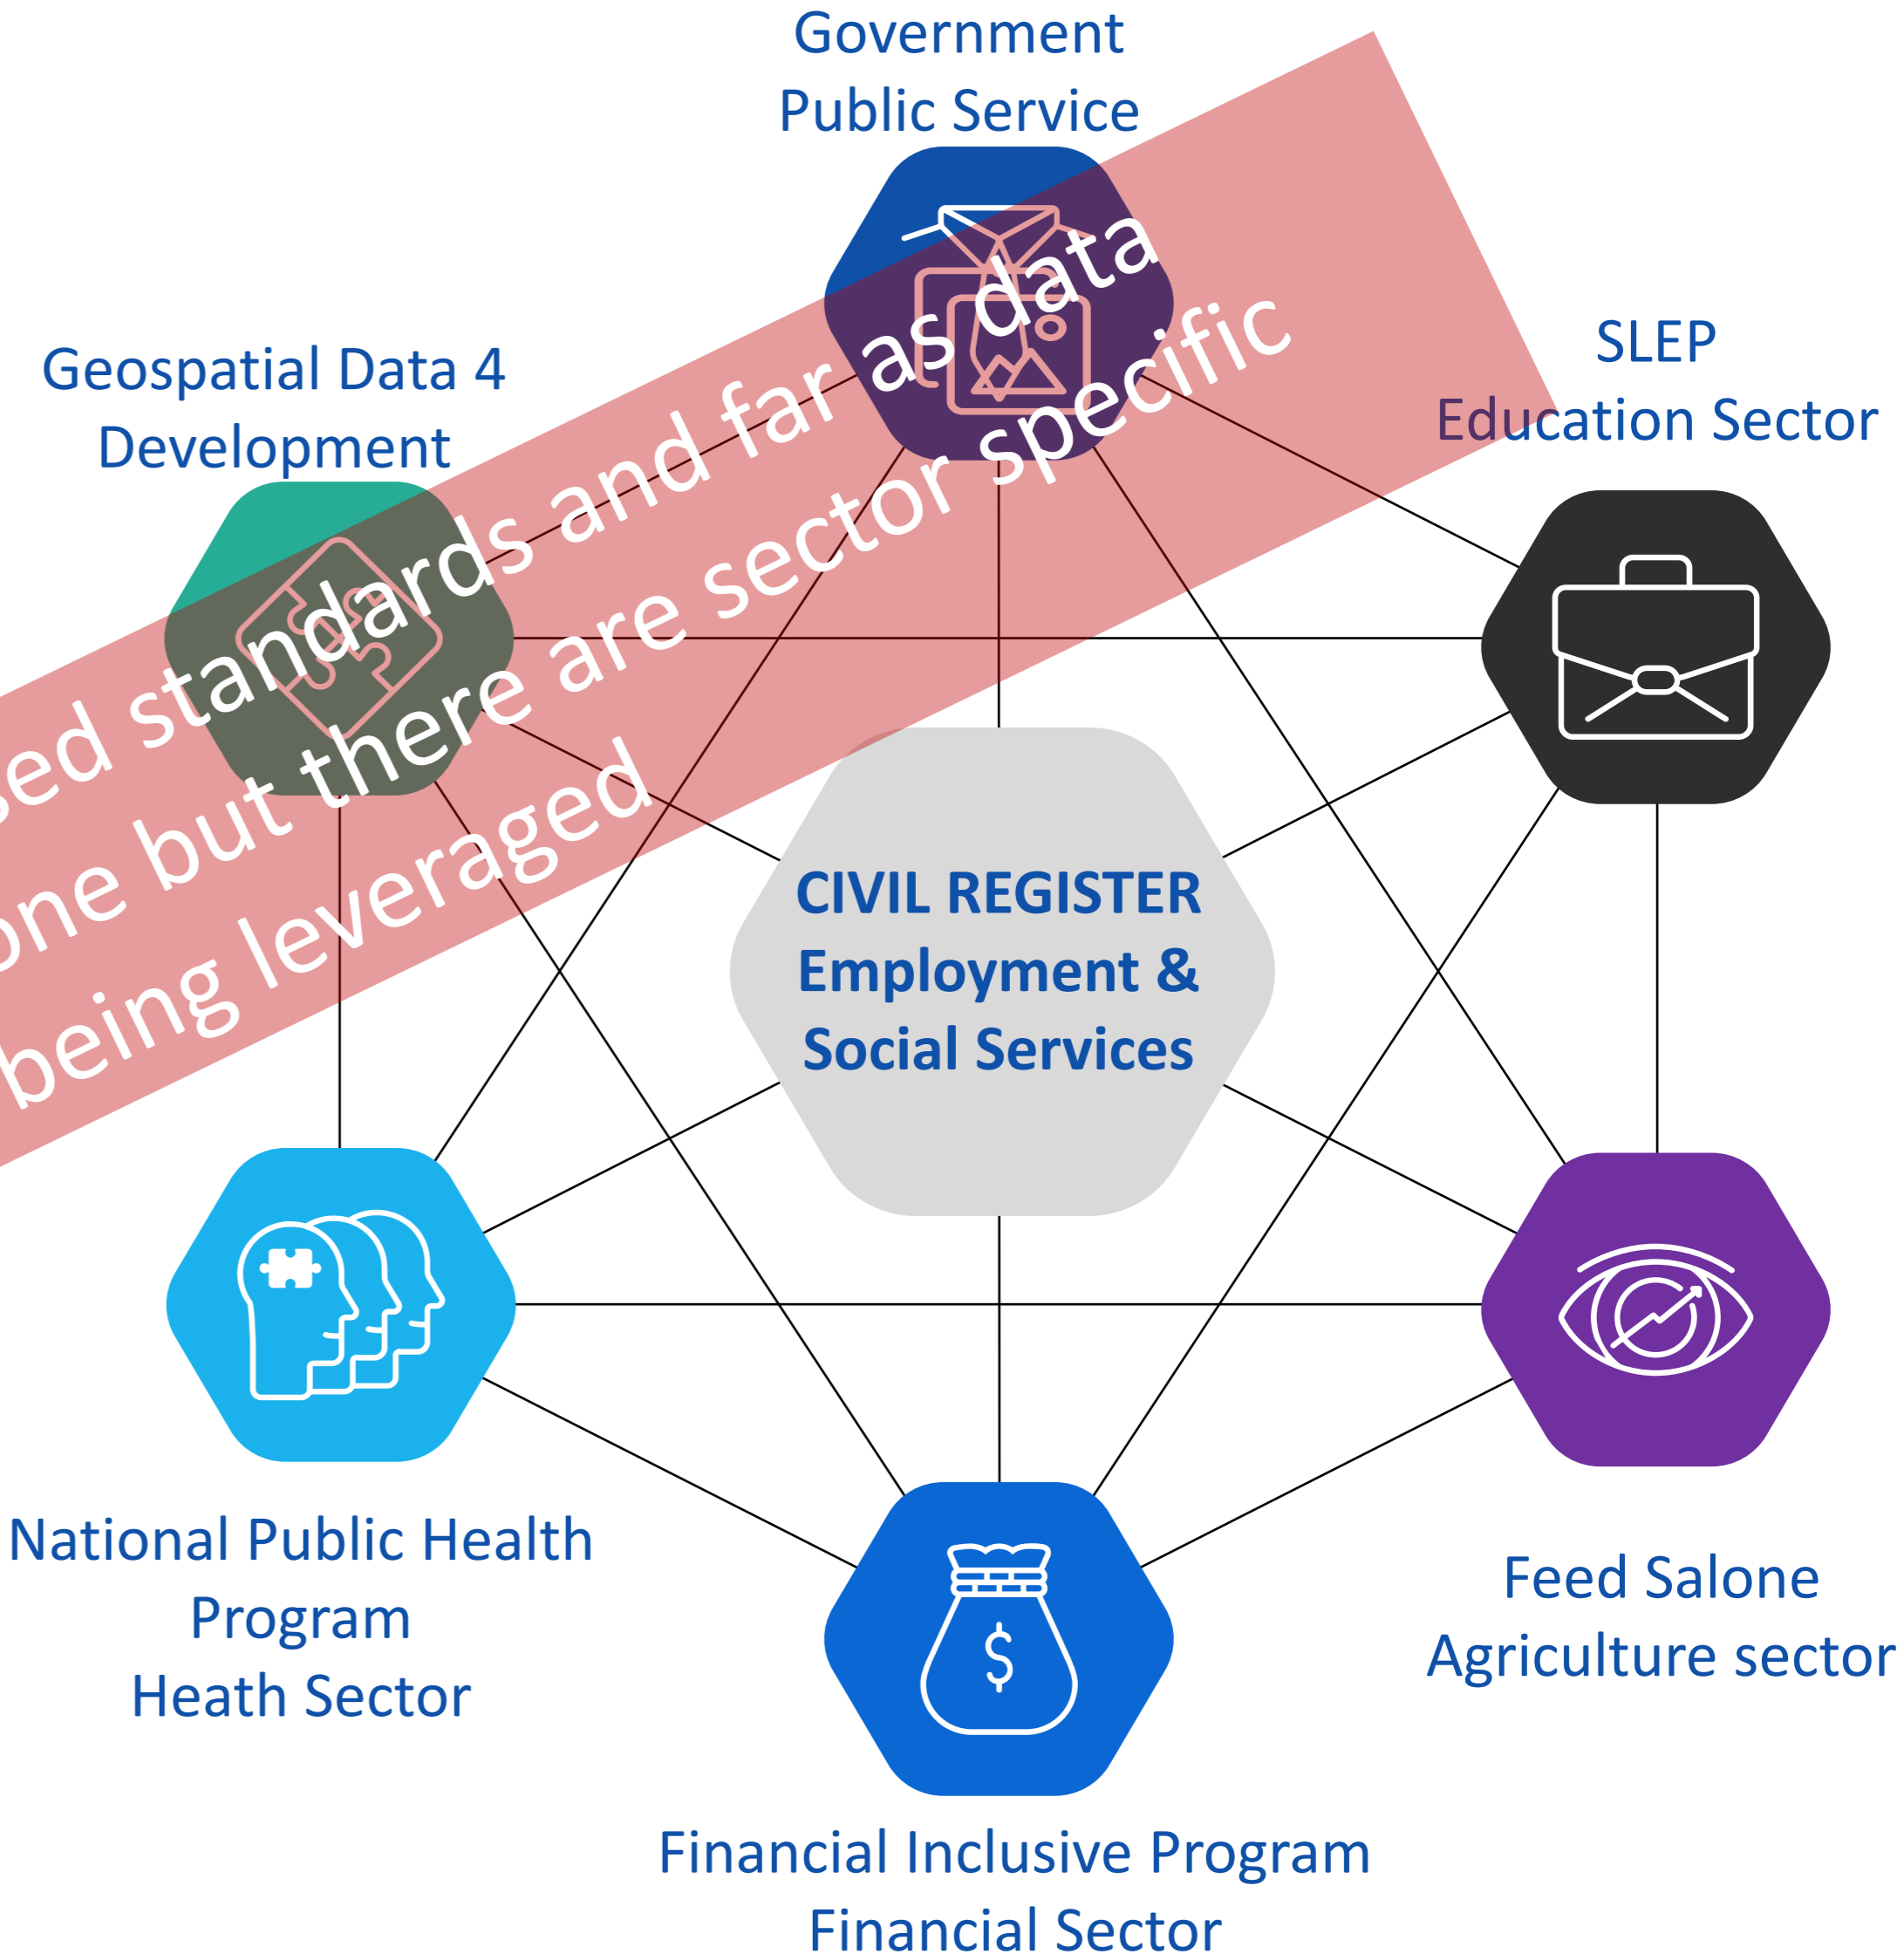 Government
Public Service
Geospatial Data 4
Development
SLEP
Education Sector
standards and far as data
but there are sector specific
being leveraged
CIVIL REGISTER
Employment &
Social Services
National Public Health
Program
Heath Sector
Feed Salone
Agriculture sector
Financial Inclusive Program
Financial Sector
$